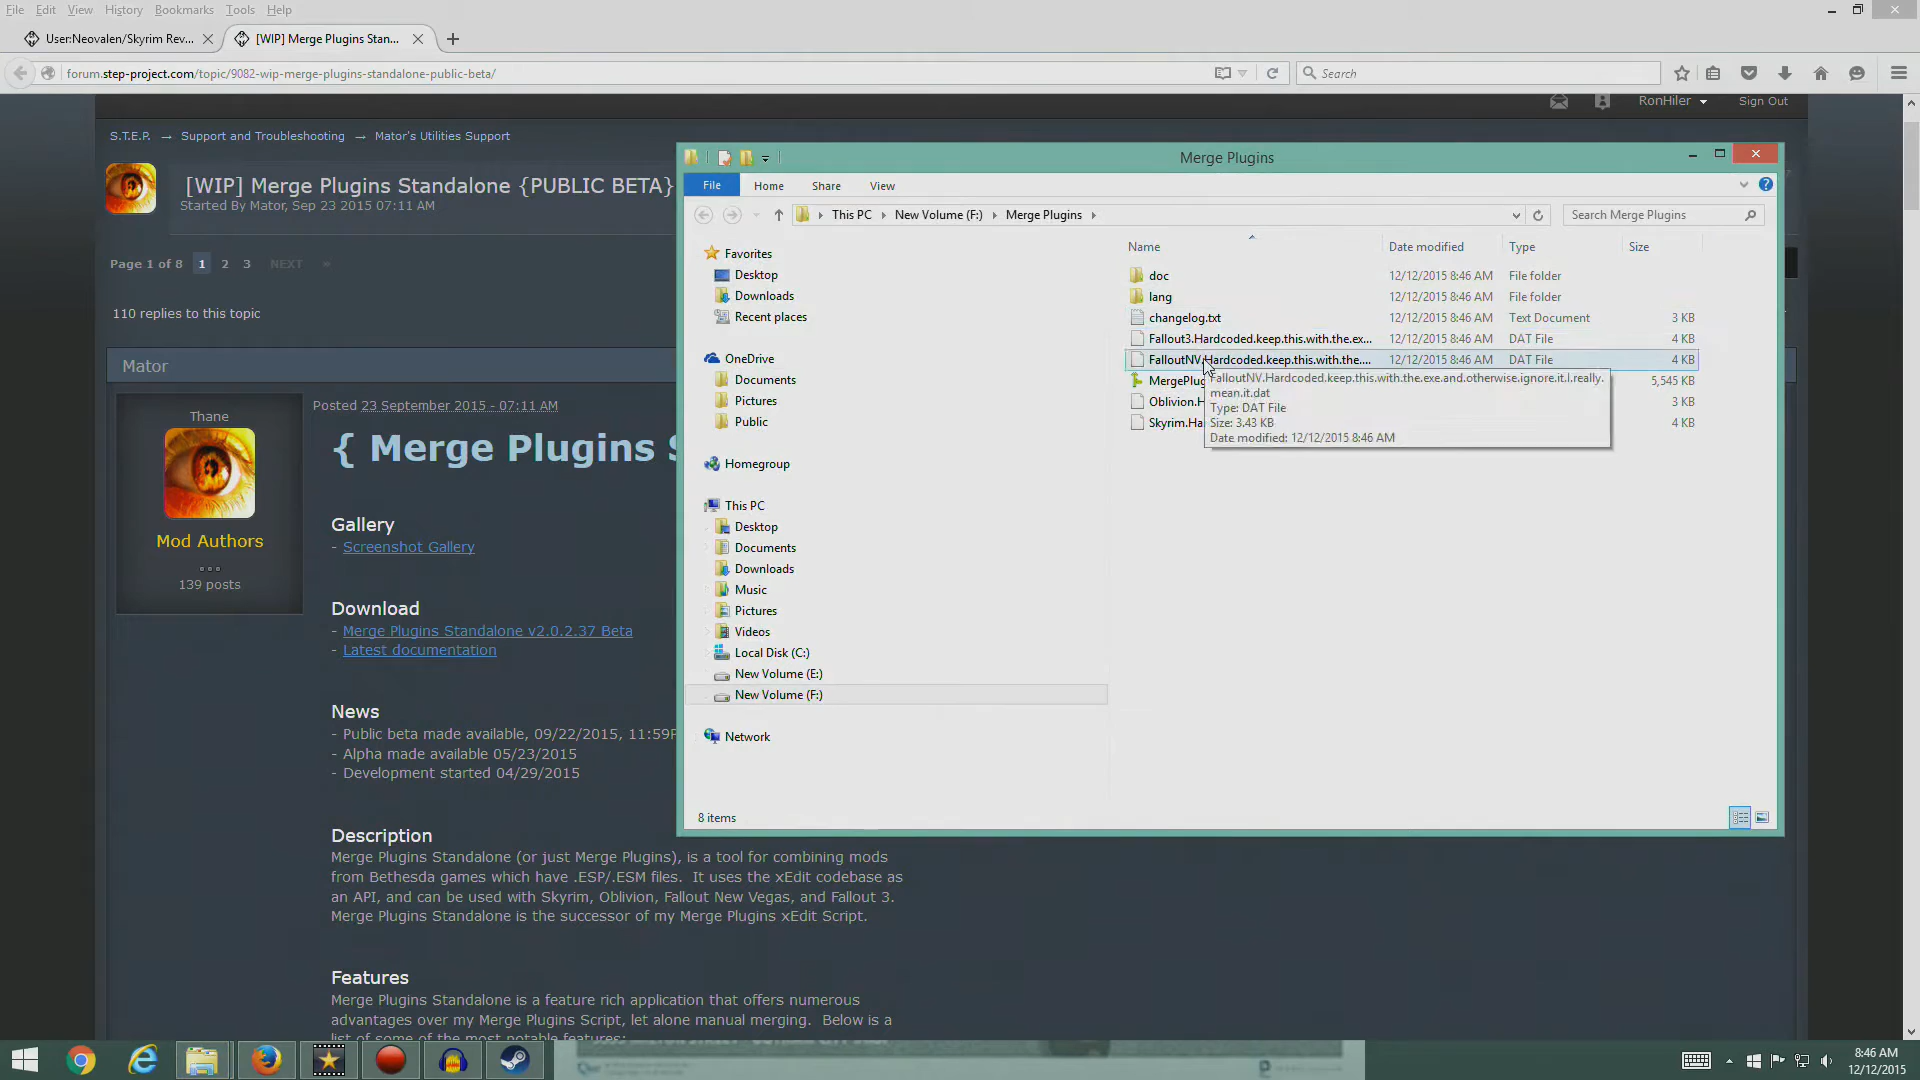 File Edit View History Bookmarks Tools Help
User:Neovalen/Skyrim Rev...
[WIP] Merge Plugins Stan...
forum.step-project.com/topic/9082-wip-merge-plugins-standalone-public-beta/
Search
RonHiler
Sign Out
S.T.E.P. → Support and Troubleshooting → Mator's Utilities Support
[WIP] Merge Plugins Standalone {PUBLIC BETA}
Started By Mator, Sep 23 2015 07:11 AM
Page 1 of 8 1 2 3 NEXT »
110 replies to this topic
Mator
Thane
Mod Authors
139 posts
Posted 23 September 2015 - 07:11 AM
{ Merge Plugins
Gallery
- Screenshot Gallery
Download
- Merge Plugins Standalone v2.0.2.37 Beta
- Latest documentation
News
- Public beta made available, 09/22/2015, 11:59P
- Alpha made available 05/23/2015
- Development started 04/29/2015
Description
Merge Plugins Standalone (or just Merge Plugins), is a tool for combining mods
from Bethesda games which have .ESP/.ESM files. It uses the xEdit codebase as
an API, and can be used with Skyrim, Oblivion, Fallout New Vegas, and Fallout 3.
Merge Plugins Standalone is the successor of my Merge Plugins xEdit Script.
Features
Merge Plugins Standalone is a feature rich application that offers numerous
advantages over my Merge Plugins Script, let alone manual merging. Below is a
list of some of the most notable features:
Merge Plugins
File Home Share View
This PC New Volume (F:) Merge Plugins
Search Merge Plugins
Favorites
Desktop
Downloads
Recent places
OneDrive
Documents
Pictures
Public
Homegroup
This PC
Desktop
Documents
Downloads
Music
Pictures
Videos
Local Disk (C:)
New Volume (E:)
New Volume (F:)
Network
Name Date modified Type Size
doc 12/12/2015 8:46 AM File folder
lang 12/12/2015 8:46 AM File folder
changelog.txt 12/12/2015 8:46 AM Text Document 3 KB
Fallout3.Hardcoded.keep.this.with.the.ex... 12/12/2015 8:46 AM DAT File 4 KB
FalloutNV.Hardcoded.keep.this.with.the.... 12/12/2015 8:46 AM DAT File 4 KB
MergePlug 5,545 KB
Oblivion.H 3 KB
Skyrim.Ha 4 KB
FalloutNV.Hardcoded.keep.this.with.the.exe.and.otherwise.ignore.it.I.really.
mean.it.dat
Type: DAT File
Size: 3.43 KB
Date modified: 12/12/2015 8:46 AM
8 items
8:46 AM
12/12/2015